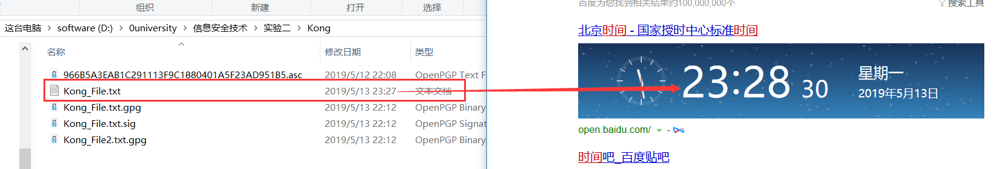 组织 新建 打开 选择
这台电脑 > software (D:) > 0university > 信息安全技术 > 实验二 > Kong
名称 修改日期 类型
966B5A3EAB1C291113F9C1880401A5F23AD951B5.asc 2019/5/12 22:08 OpenPGP Text F
Kong_File.txt 2019/5/13 23:27 文本文档
Kong_File.txt.gpg 2019/5/13 22:12 OpenPGP Binary
Kong_File.txt.sig 2019/5/13 22:12 OpenPGP Signat
Kong_File2.txt.gpg 2019/5/13 22:12 OpenPGP Binary
百度为您找到相关结果约100,000,000个 搜索工具
北京时间 - 国家授时中心标准时间
23:28 30
星期一
2019年5月13日
open.baidu.com/ -
时间吧_百度贴吧